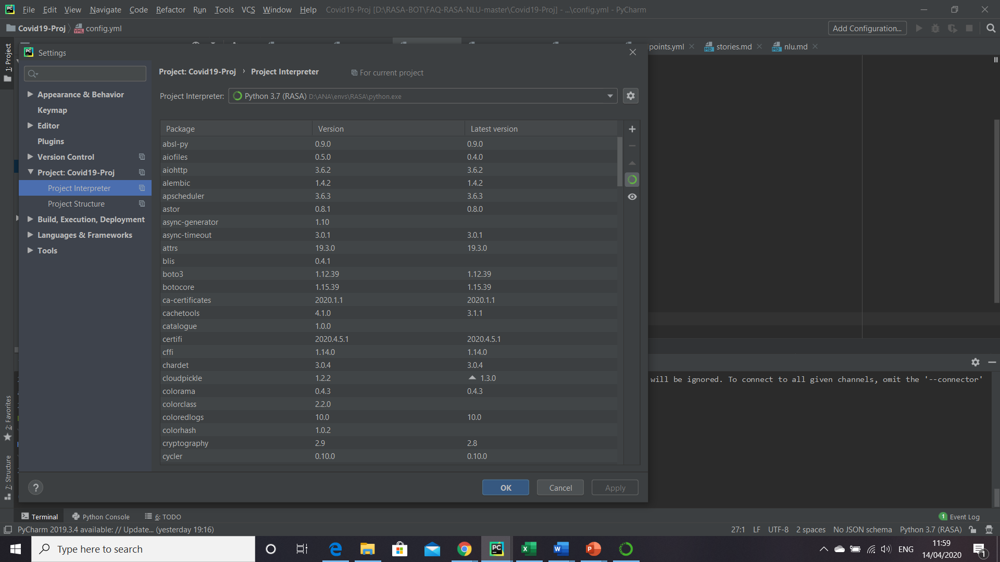 File Edit View Navigate Code Refactor Run Tools VCS Window Help Covid19-Proj [D:\RASA-BOT\FAQ-RASA-NLU-master\Covid19-Proj] - ...\config.yml - PyCharm
Covid19-Proj config.yml Add Configuration...
points.yml stories.md nlu.md
1: Project
2: Favorites
7: Structure
Settings
Appearance & Behavior
Keymap
Editor
Plugins
Version Control
Project: Covid19-Proj
Project Interpreter
Project Structure
Build, Execution, Deployment
Languages & Frameworks
Tools
Project: Covid19-Proj › Project Interpreter For current project
Project Interpreter: Python 3.7 (RASA) D:\ANA\envs\RASA\python.exe
Package Version Latest version
absl-py 0.9.0 0.9.0
aiofiles 0.5.0 0.4.0
aiohttp 3.6.2 3.6.2
alembic 1.4.2 1.4.2
apscheduler 3.6.3 3.6.3
astor 0.8.1 0.8.0
async-generator 1.10
async-timeout 3.0.1 3.0.1
attrs 19.3.0 19.3.0
blis 0.4.1
boto3 1.12.39 1.12.39
botocore 1.15.39 1.15.39
ca-certificates 2020.1.1 2020.1.1
cachetools 4.1.0 3.1.1
catalogue 1.0.0
certifi 2020.4.5.1 2020.4.5.1
cffi 1.14.0 1.14.0
chardet 3.0.4 3.0.4
cloudpickle 1.2.2 1.3.0
colorama 0.4.3 0.4.3
colorclass 2.2.0
coloredlogs 10.0 10.0
colorhash 1.0.2
cryptography 2.9 2.8
cycler 0.10.0 0.10.0
OK Cancel Apply
will be ignored. To connect to all given channels, omit the '--connector'
Terminal Python Console 6: TODO 1 Event Log
PyCharm 2019.3.4 available: // Update... (yesterday 19:16) 27:1 LF UTF-8 2 spaces No JSON schema Python 3.7 (RASA)
Type here to search
ENG
11:59
14/04/2020
1